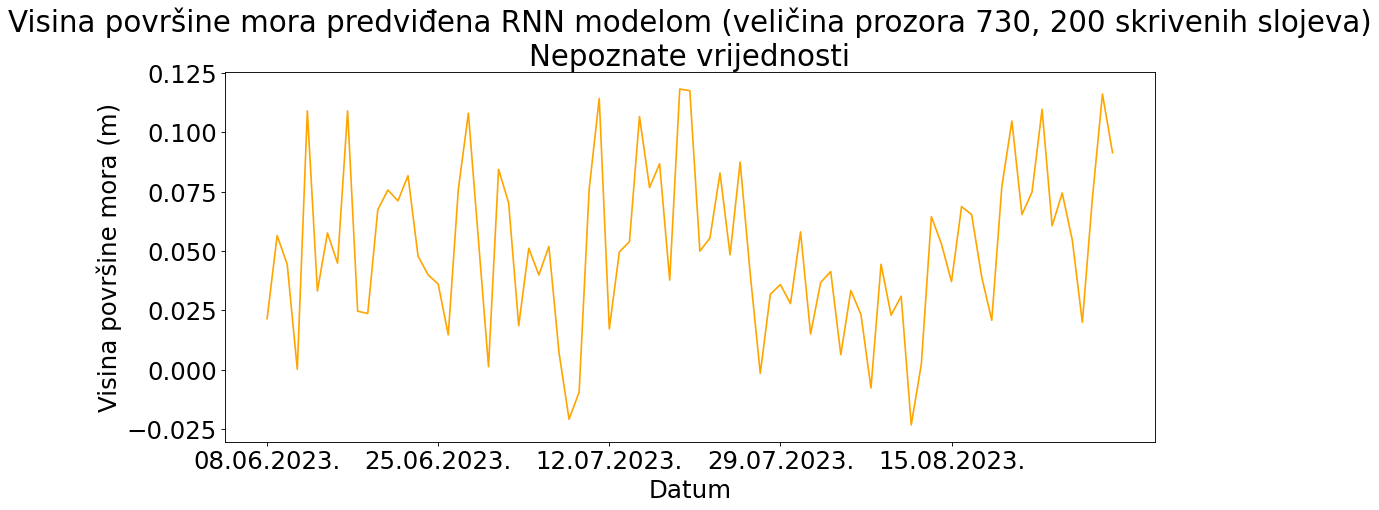 Visina površine mora predviđena RNN modelom (veličina prozora 730, 200 skrivenih slojeva)
Nepoznate vrijednosti
Visina površine mora (m)
0.125
0.100
0.075
0.050
0.025
0.000
−0.025
08.06.2023. 25.06.2023. 12.07.2023. 29.07.2023. 15.08.2023.
Datum